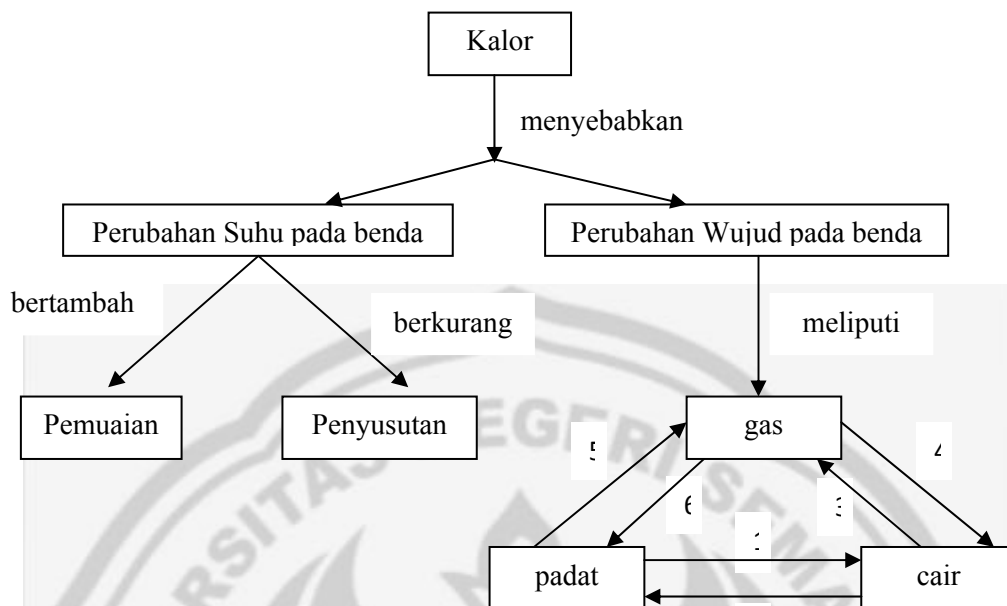 Kalor
menyebabkan
Perubahan Suhu pada benda
Perubahan Wujud pada benda
bertambah
berkurang
meliputi
Pemuaian
Penyusutan
gas
5
4
6
3
padat
cair